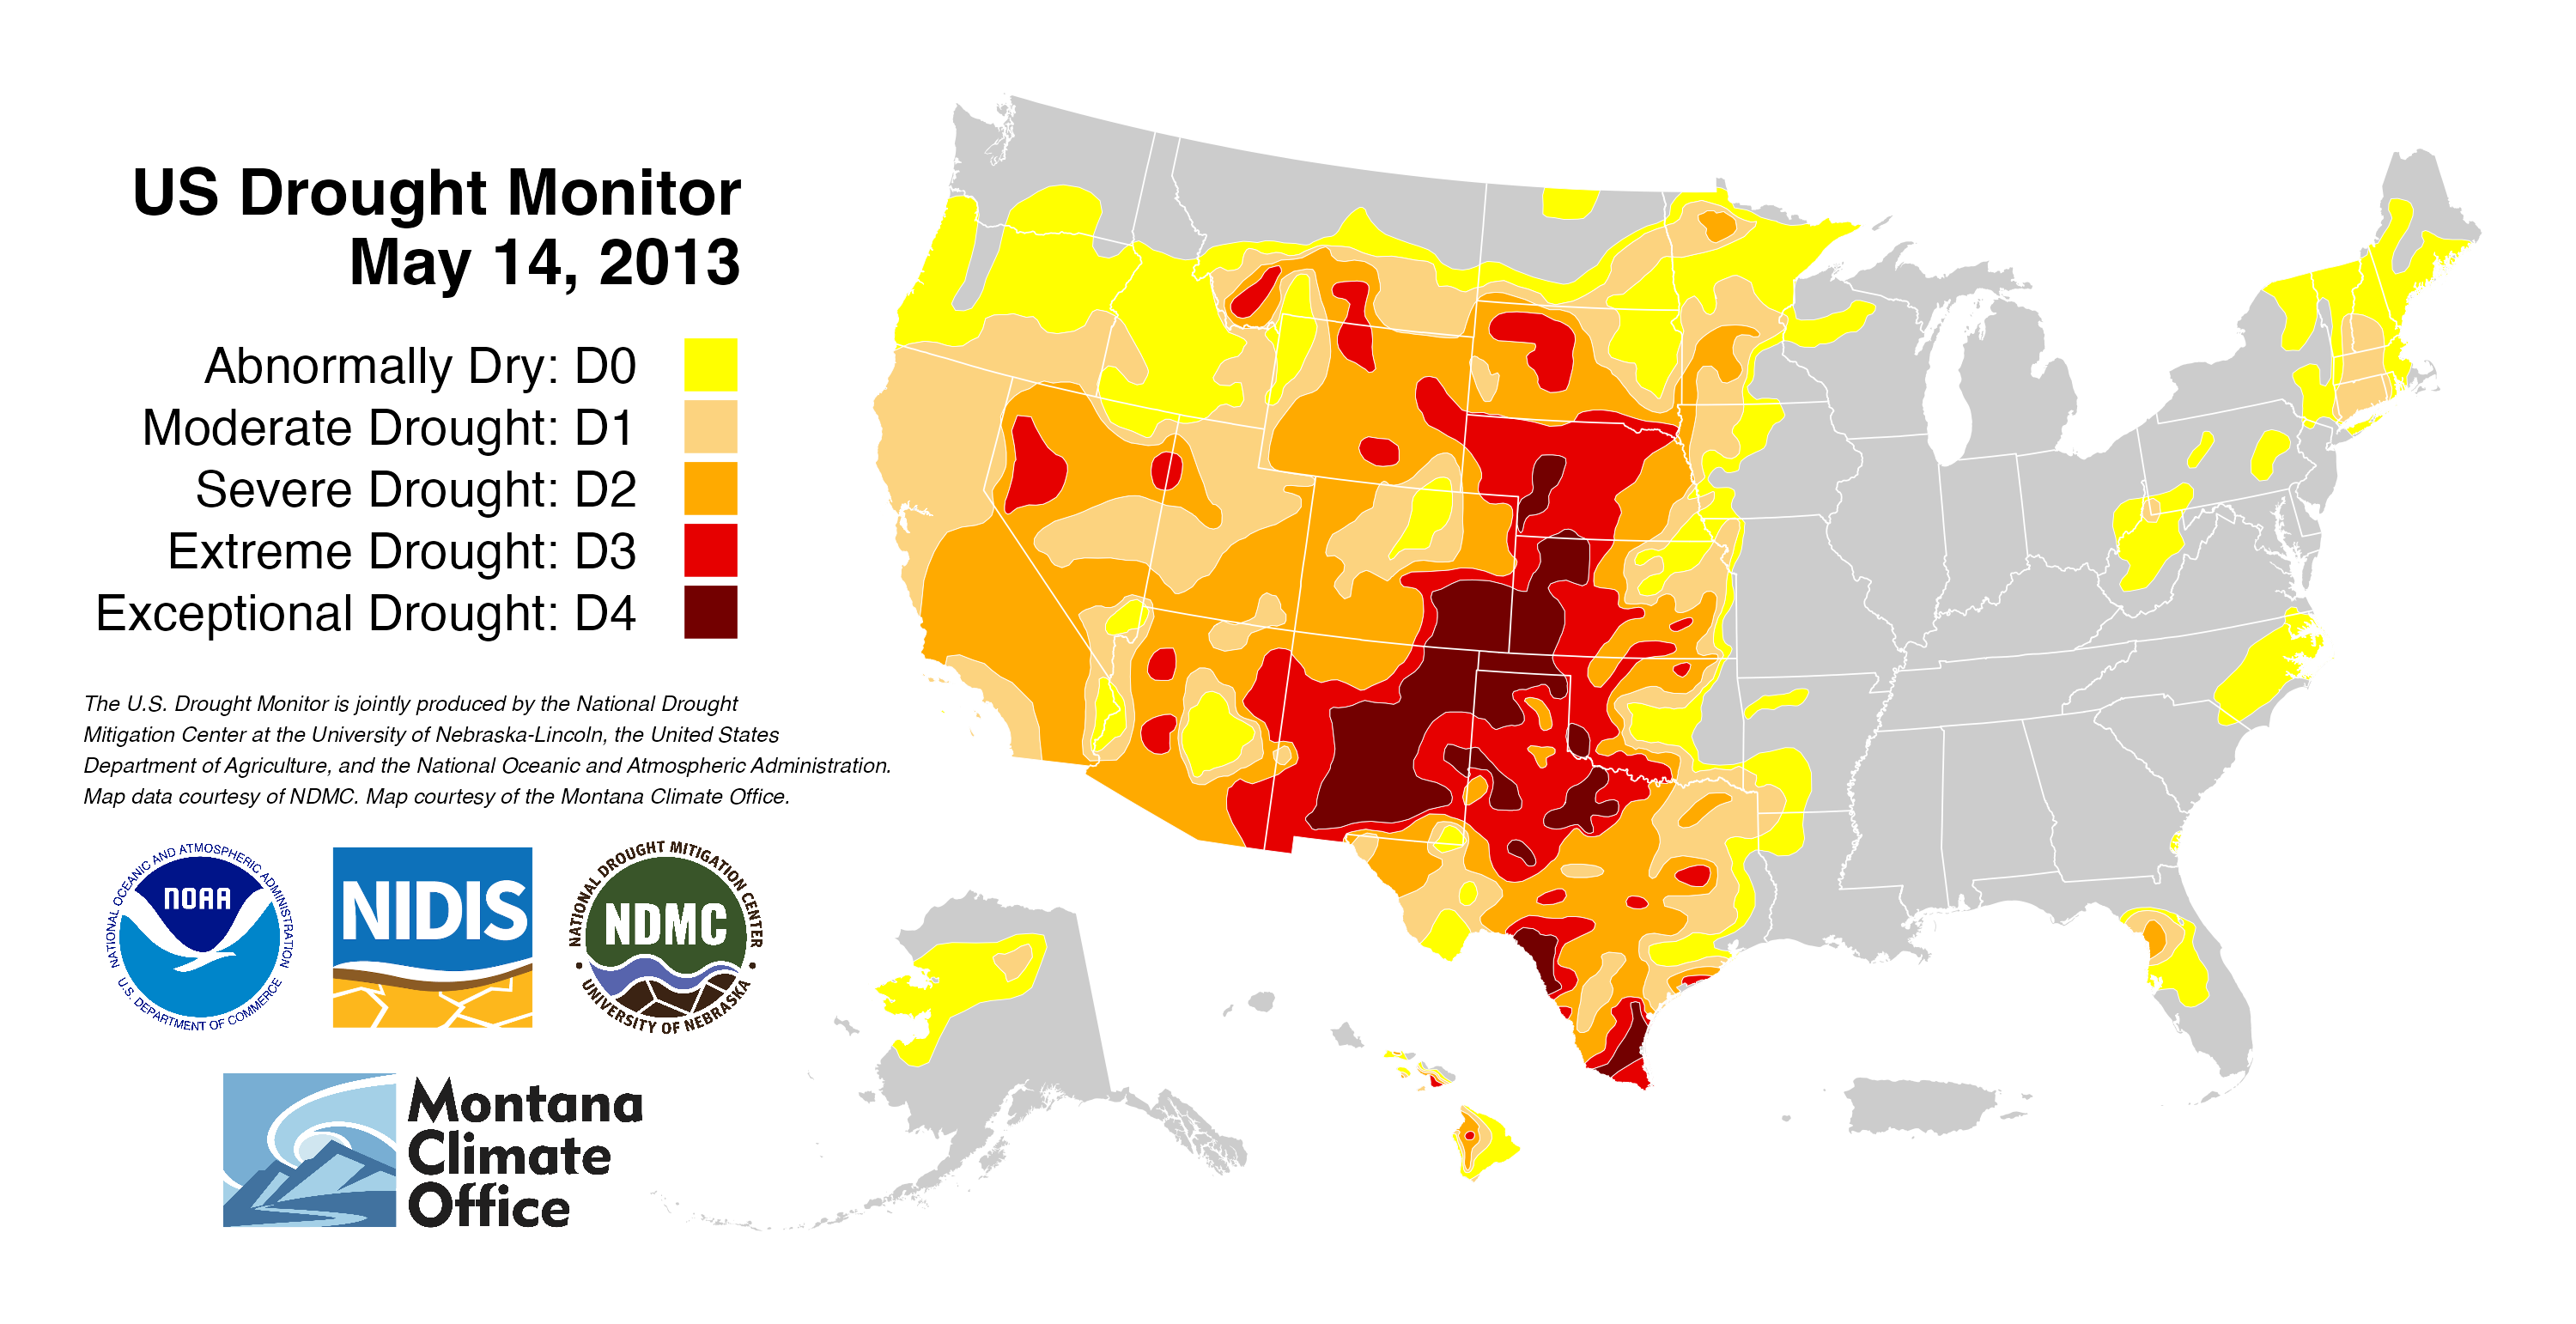 US Drought Monitor
May 14, 2013
Abnormally Dry: D0
Moderate Drought: D1
Severe Drought: D2
Extreme Drought: D3
Exceptional Drought: D4
The U.S. Drought Monitor is jointly produced by the National Drought
Mitigation Center at the University of Nebraska-Lincoln, the United States
Department of Agriculture, and the National Oceanic and Atmospheric Administration.
Map data courtesy of NDMC. Map courtesy of the Montana Climate Office.
NATIONAL OCEANIC AND ATMOSPHERIC ADMINISTRATION
NOAA
U.S. DEPARTMENT OF COMMERCE
NIDIS
NATIONAL DROUGHT MITIGATION CENTER
NDMC
UNIVERSITY OF NEBRASKA
Montana
Climate
Office